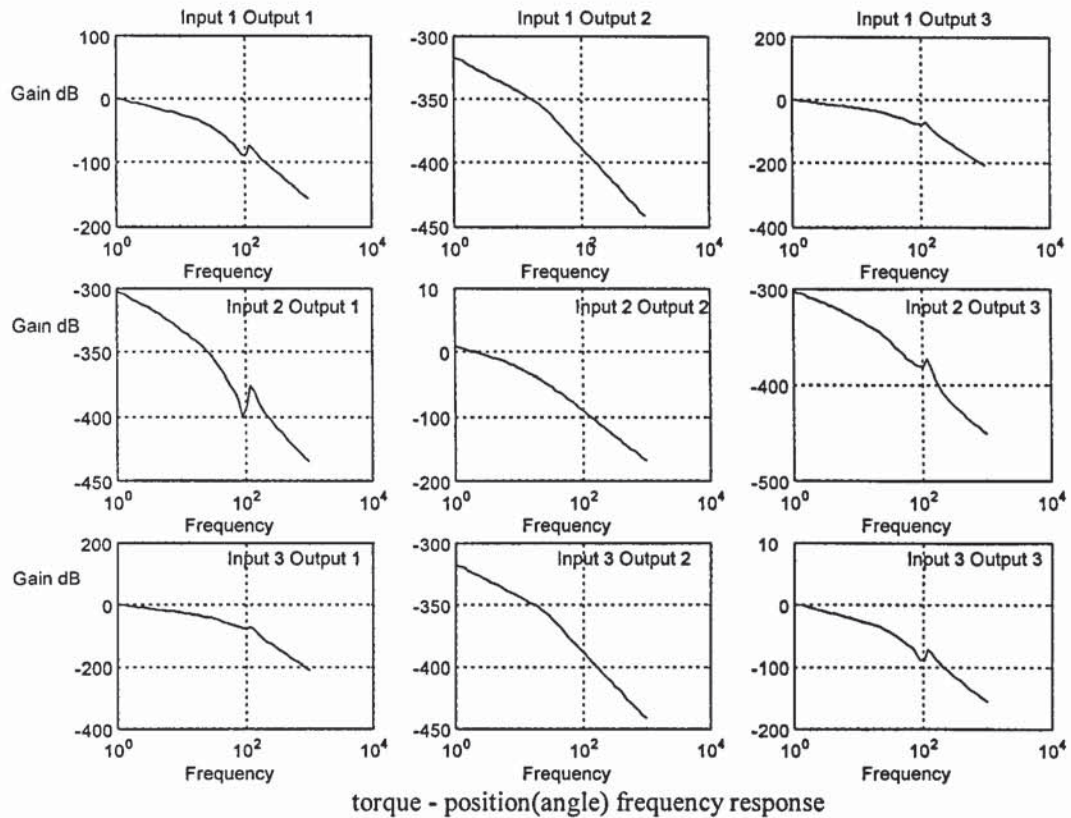 Input 1 Output 1
Input 1 Output 2
Input 1 Output 3
100
0
-100
-200
Gain dB
10^0
10^2
10^4
Frequency
-300
-350
-400
-450
10^0
10^2
10^4
Frequency
200
0
-200
-400
10^0
10^2
10^4
Frequency
Input 2 Output 1
-300
-350
-400
-450
Gain dB
10^0
10^2
10^4
Frequency
Input 2 Output 2
10
0
-100
-200
10^0
10^2
10^4
Frequency
Input 2 Output 3
-300
-400
-500
10^0
10^2
10^4
Frequency
Input 3 Output 1
200
0
-200
-400
Gain dB
10^0
10^2
10^4
Frequency
Input 3 Output 2
-300
-350
-400
-450
10^0
10^2
10^4
Frequency
Input 3 Output 3
10
0
-100
-200
10^0
10^2
10^4
Frequency
torque - position(angle) frequency response